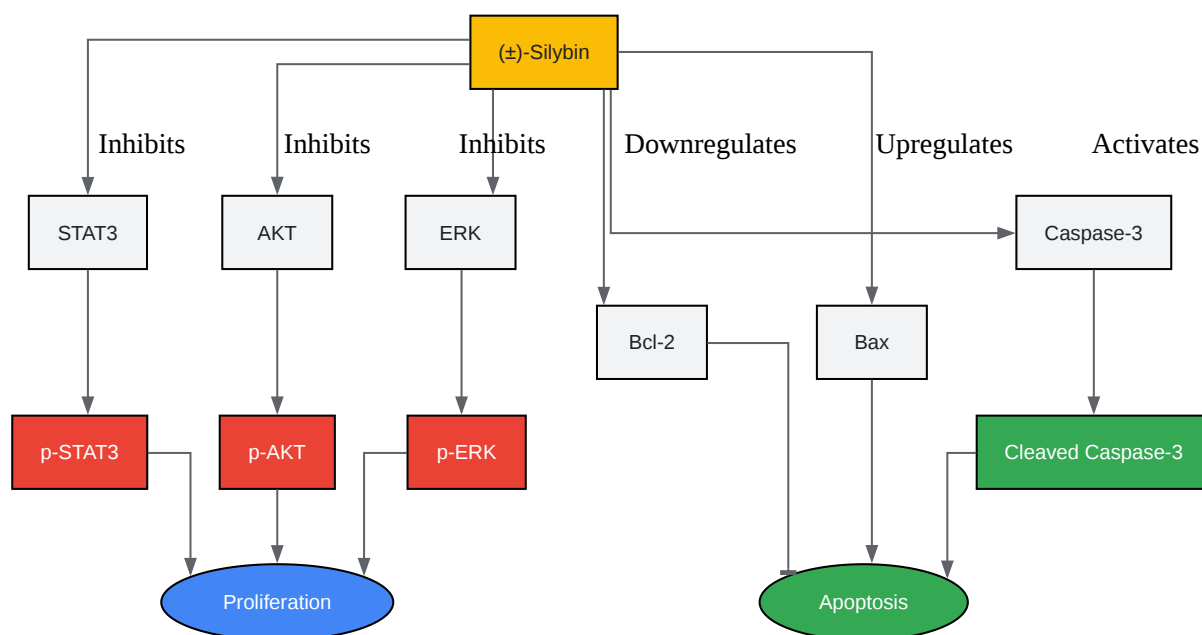 (±)-Silybin
Inhibits
Inhibits
Inhibits
Downregulates
Upregulates
Activates
STAT3
AKT
ERK
Caspase-3
Bcl-2
Bax
p-STAT3
p-AKT
p-ERK
Cleaved Caspase-3
Proliferation
Apoptosis